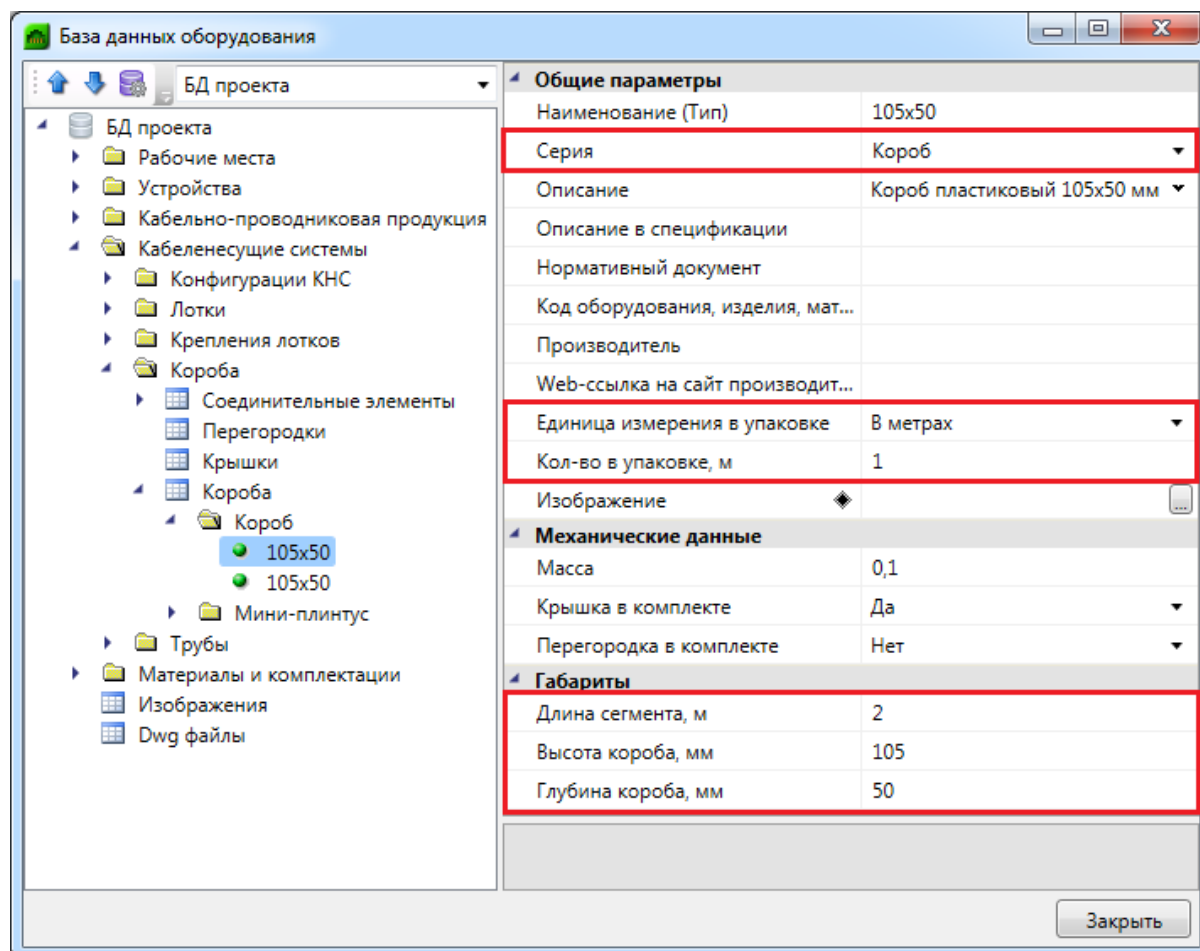 База данных оборудования
БД проекта
БД проекта
Рабочие места
Устройства
Кабельно-проводниковая продукция
Кабеленесущие системы
Конфигурации КНС
Лотки
Крепления лотков
Короба
Соединительные элементы
Перегородки
Крышки
Короба
Короб
105x50
105x50
Мини-плинтус
Трубы
Материалы и комплектации
Изображения
Dwg файлы
Общие параметры
Наименование (Тип) 105x50
Серия Короб
Описание Короб пластиковый 105x50 мм
Описание в спецификации
Нормативный документ
Код оборудования, изделия, мат...
Производитель
Web-ссылка на сайт производит...
Единица измерения в упаковке В метрах
Кол-во в упаковке, м 1
Изображение ...
Механические данные
Масса 0,1
Крышка в комплекте Да
Перегородка в комплекте Нет
Габариты
Длина сегмента, м 2
Высота короба, мм 105
Глубина короба, мм 50
Закрыть